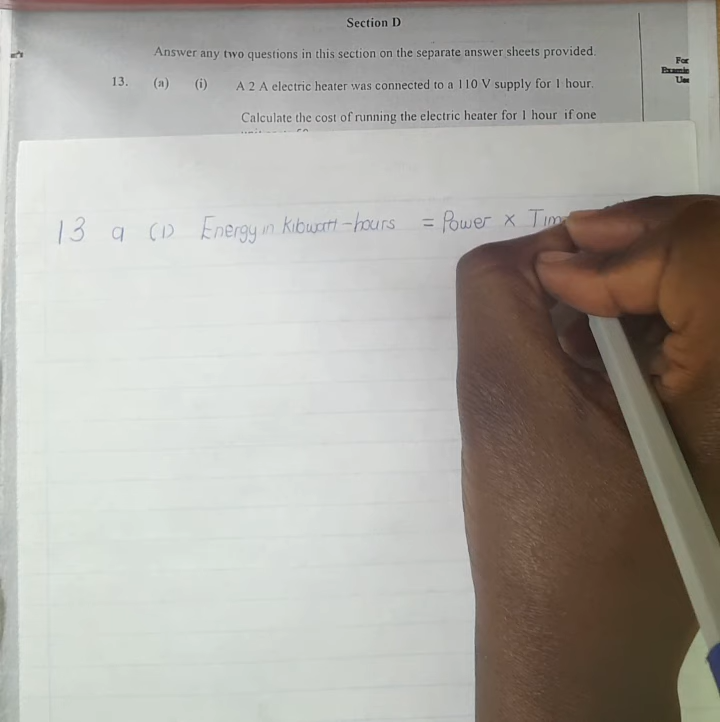 Section D
Answer any two questions in this section on the separate answer sheets provided.
For
Use
13. (a) (i) A 2 A electric heater was connected to a 110 V supply for 1 hour.
Calculate the cost of running the electric heater for 1 hour if one
13 a (i) Energy in kilowatt-hours = Power × Tim